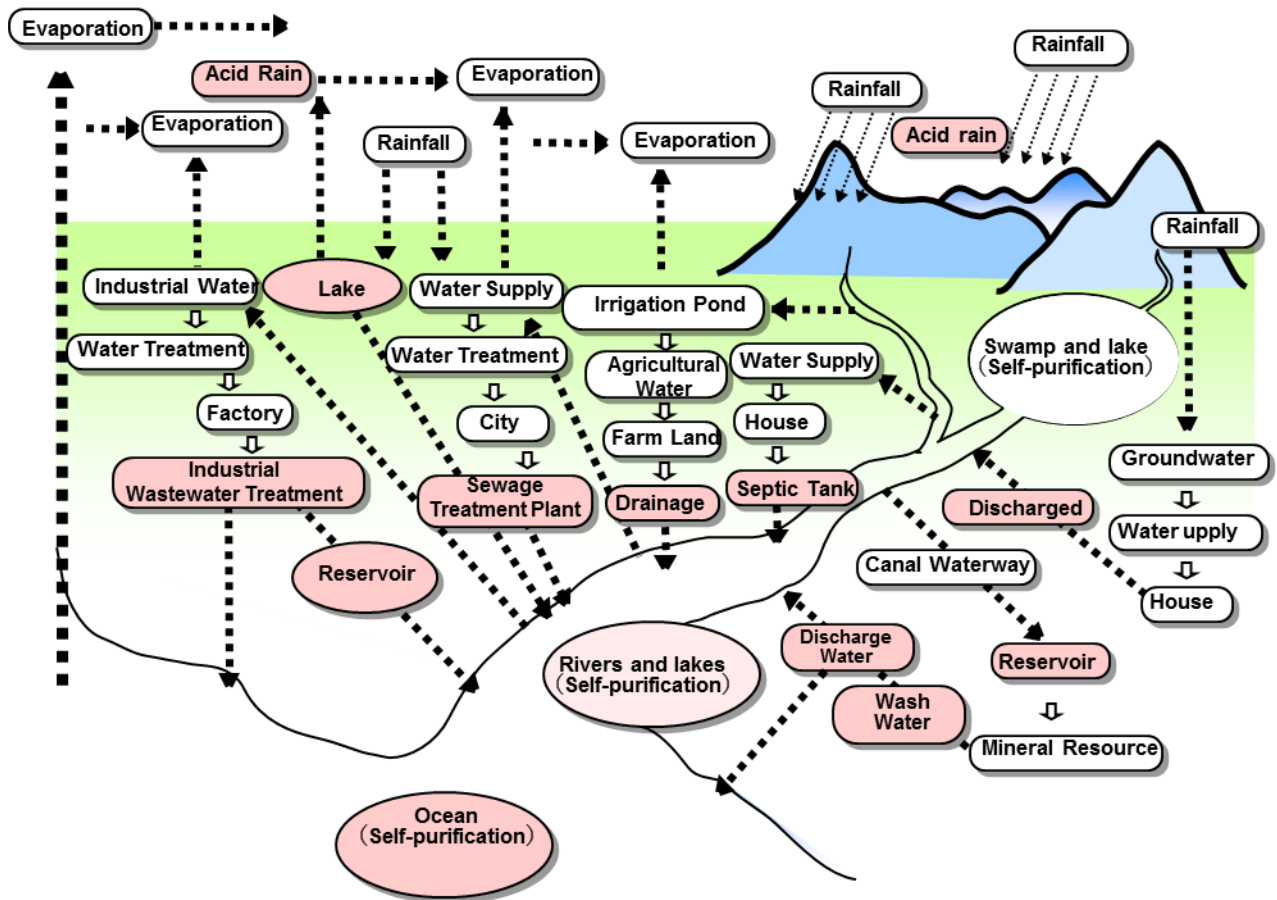 Evaporation
Rainfall
Acid Rain
Evaporation
Rainfall
Evaporation
Rainfall
Evaporation
Acid rain
Rainfall
Industrial Water
Lake
Water Supply
Irrigation Pond
Water Treatment
Water Treatment
Agricultural
Water
Water Supply
Swamp and lake
(Self-purification)
Factory
City
Farm Land
House
Groundwater
Industrial
Wastewater Treatment
Sewage
Treatment Plant
Drainage
Septic Tank
Discharged
Water upply
Reservoir
Canal Waterway
House
Rivers and lakes
(Self-purification)
Discharge
Water
Reservoir
Wash
Water
Mineral Resource
Ocean
(Self-purification)